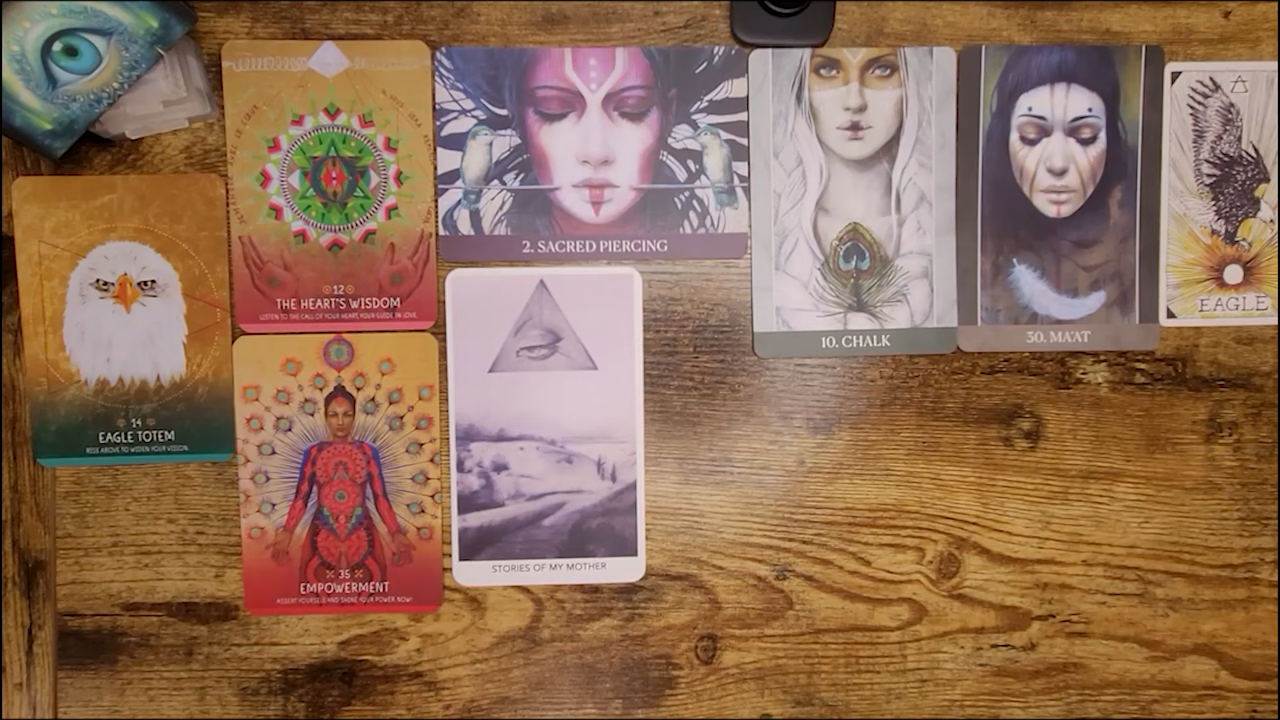 14
EAGLE TOTEM
RISE ABOVE TO WIDEN YOUR VISION.
12
THE HEART'S WISDOM
LISTEN TO THE CALL OF YOUR HEART, YOUR GUIDE IN LOVE.
35
EMPOWERMENT
ASSERT YOURSELF AND SHINE YOUR POWER NOW!
2. SACRED PIERCING
STORIES OF MY MOTHER
10. CHALK
30. MA'AT
EAGLE